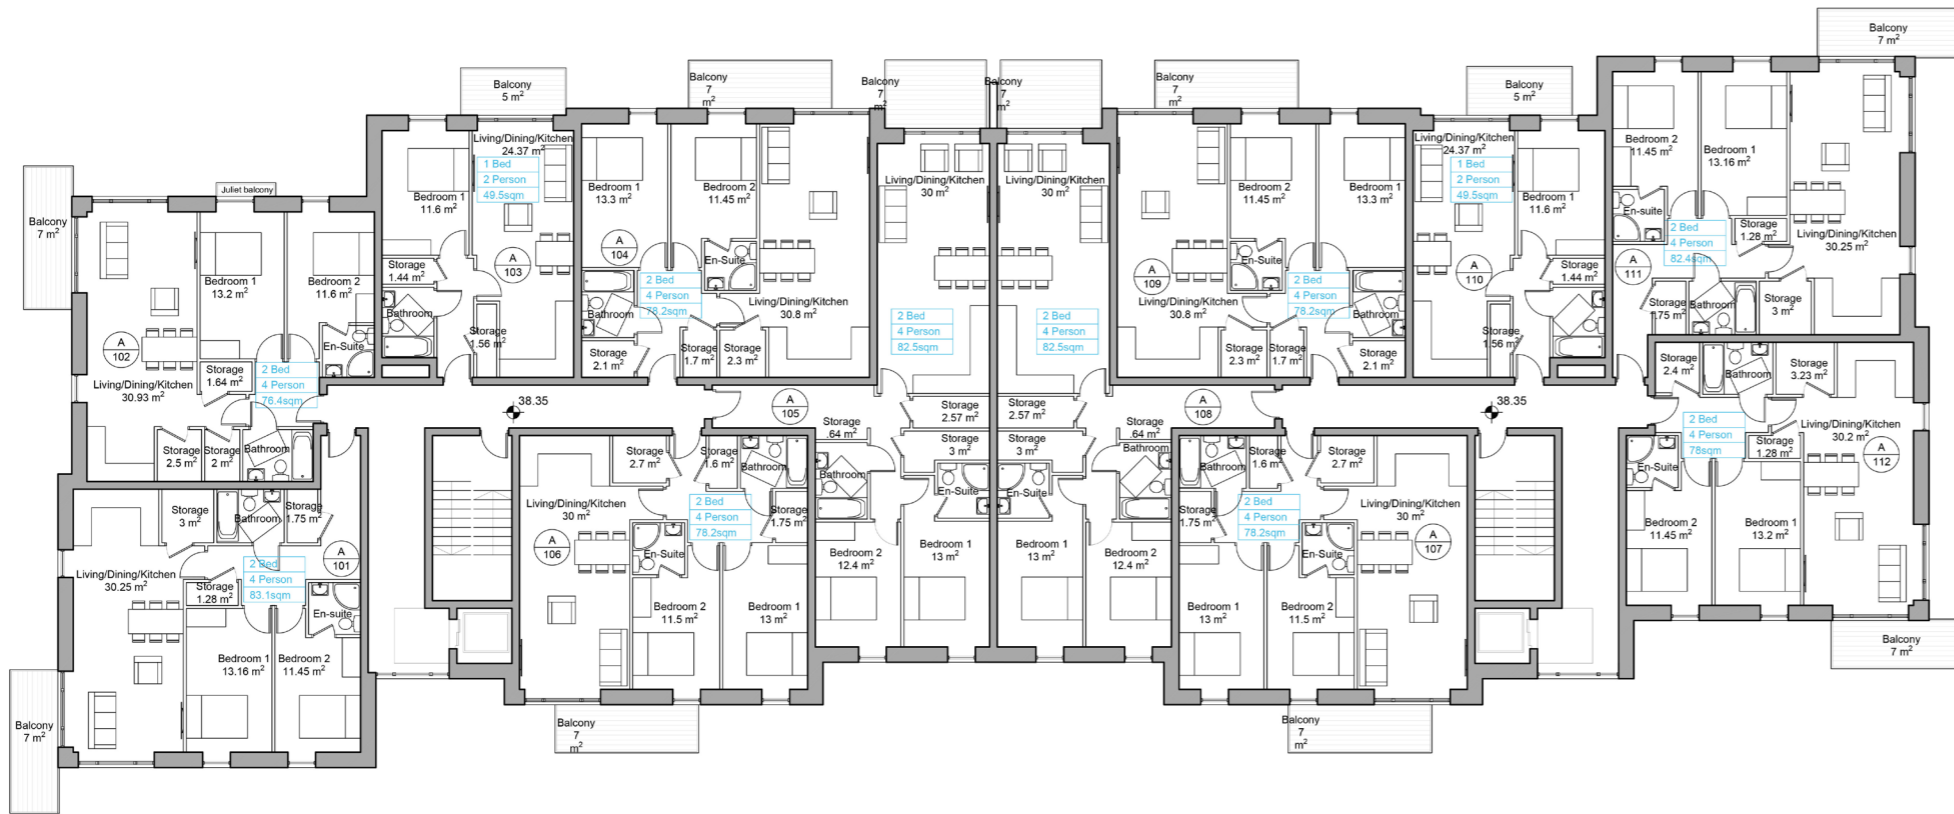 Balcony
7 m²
Juliet balcony
A
102
Living/Dining/Kitchen
30.93 m²
Bedroom 1
13.2 m²
Bedroom 2
11.6 m²
En-Suite
Storage
1.64 m²
2 Bed
4 Person
76.4sqm
Storage
2.5 m²
Storage
2 m²
Bathroom
Balcony
5 m²
Living/Dining/Kitchen
24.37 m²
1 Bed
2 Person
49.5sqm
Bedroom 1
11.6 m²
A
103
Storage
1.44 m²
Bathroom
Storage
1.56 m²
Balcony
7
m²
Bedroom 1
13.3 m²
Bedroom 2
11.45 m²
A
104
En-Suite
2 Bed
4 Person
78.2sqm
Living/Dining/Kitchen
30.8 m²
Bathroom
Storage
2.1 m²
Storage
1.7 m²
Storage
2.3 m²
Balcony
7
m²
Living/Dining/Kitchen
30 m²
2 Bed
4 Person
82.5sqm
A
105
Storage
2.57 m²
Storage
.64 m²
Storage
3 m²
Bathroom
En-Suite
Bedroom 2
12.4 m²
Bedroom 1
13 m²
Balcony
7
m²
Living/Dining/Kitchen
30 m²
2 Bed
4 Person
82.5sqm
A
108
Storage
2.57 m²
Storage
.64 m²
Storage
3 m²
Bathroom
En-Suite
Bedroom 1
13 m²
Bedroom 2
12.4 m²
Balcony
7
m²
Bedroom 2
11.45 m²
Bedroom 1
13.3 m²
A
109
Living/Dining/Kitchen
30.8 m²
En-Suite
2 Bed
4 Person
78.2sqm
Bathroom
Storage
2.3 m²
Storage
1.7 m²
Storage
2.1 m²
Balcony
5 m²
Living/Dining/Kitchen
24.37 m²
1 Bed
2 Person
49.5sqm
Bedroom 1
11.6 m²
A
110
Storage
1.44 m²
Storage
1.56 m²
Bathroom
Balcony
7 m²
Bedroom 2
11.45 m²
Bedroom 1
13.16 m²
En-suite
2 Bed
4 Person
82.4sqm
Storage
1.28 m²
Living/Dining/Kitchen
30.25 m²
A
111
Storage
1.75 m²
Bathroom
Storage
3 m²
38.35
38.35
Storage
3 m²
Bathroom
Storage
1.75 m²
A
101
Living/Dining/Kitchen
30.25 m²
2 Bed
4 Person
83.1sqm
Storage
1.28 m²
En-suite
Bedroom 1
13.16 m²
Bedroom 2
11.45 m²
Balcony
7 m²
Storage
2.7 m²
Storage
1.6 m²
Bathroom
Living/Dining/Kitchen
30 m²
2 Bed
4 Person
78.2sqm
Storage
1.75 m²
A
106
En-Suite
Bedroom 2
11.5 m²
Bedroom 1
13 m²
Balcony
7
m²
Bathroom
Storage
1.6 m²
Storage
2.7 m²
Storage
1.75 m²
2 Bed
4 Person
78.2sqm
Living/Dining/Kitchen
30 m²
A
107
En-Suite
Bedroom 1
13 m²
Bedroom 2
11.5 m²
Balcony
7
m²
Storage
2.4 m²
Bathroom
Storage
3.23 m²
2 Bed
4 Person
78sqm
Storage
1.28 m²
Living/Dining/Kitchen
30.2 m²
A
112
En-Suite
Bedroom 2
11.45 m²
Bedroom 1
13.2 m²
Balcony
7 m²